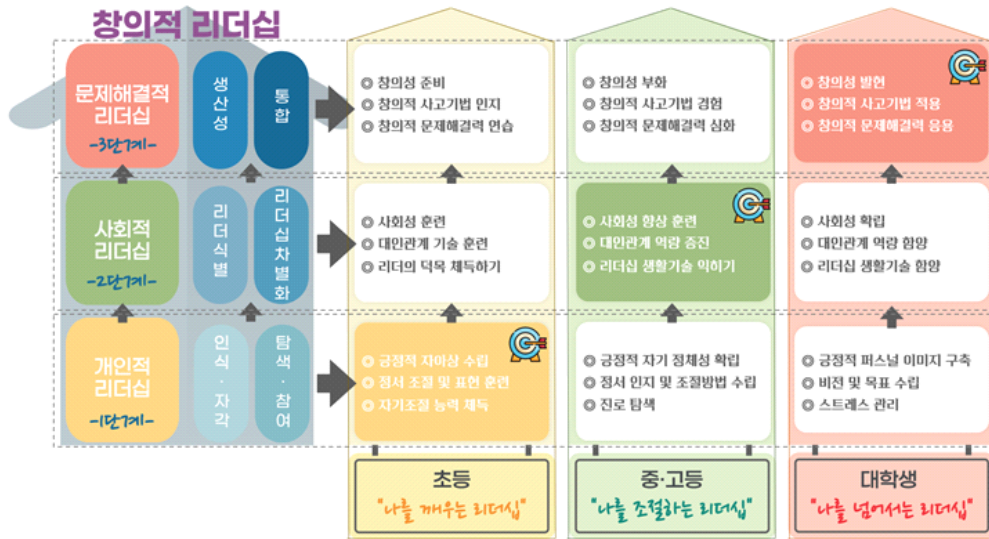 창의적 리더십
문제해결적
리더십
-3단계-
생산성
통합
◎ 창의성 준비
◎ 창의적 사고기법 인지
◎ 창의적 문제해결력 연습
◎ 창의성 부화
◎ 창의적 사고기법 경험
◎ 창의적 문제해결력 심화
◎ 창의성 발현
◎ 창의적 사고기법 적용
◎ 창의적 문제해결력 응용
사회적
리더십
-2단계-
리더식별
리더십차별화
◎ 사회성 훈련
◎ 대인관계 기술 훈련
◎ 리더의 덕목 체득하기
◎ 사회성 향상 훈련
◎ 대인관계 역량 증진
◎ 리더십 생활기술 익히기
◎ 사회성 확립
◎ 대인관계 역량 함양
◎ 리더십 생활기술 함양
개인적
리더십
-1단계-
인식·자각
탐색·참여
◎ 긍정적 자아상 수립
◎ 정서 조절 및 표현 훈련
◎ 자기조절 능력 체득
◎ 긍정적 자기 정체성 확립
◎ 정서 인지 및 조절방법 수립
◎ 진로 탐색
◎ 긍정적 퍼스널 이미지 구축
◎ 비전 및 목표 수립
◎ 스트레스 관리
초등
"나를 깨우는 리더십"
중·고등
"나를 조절하는 리더십"
대학생
"나를 넘어서는 리더십"